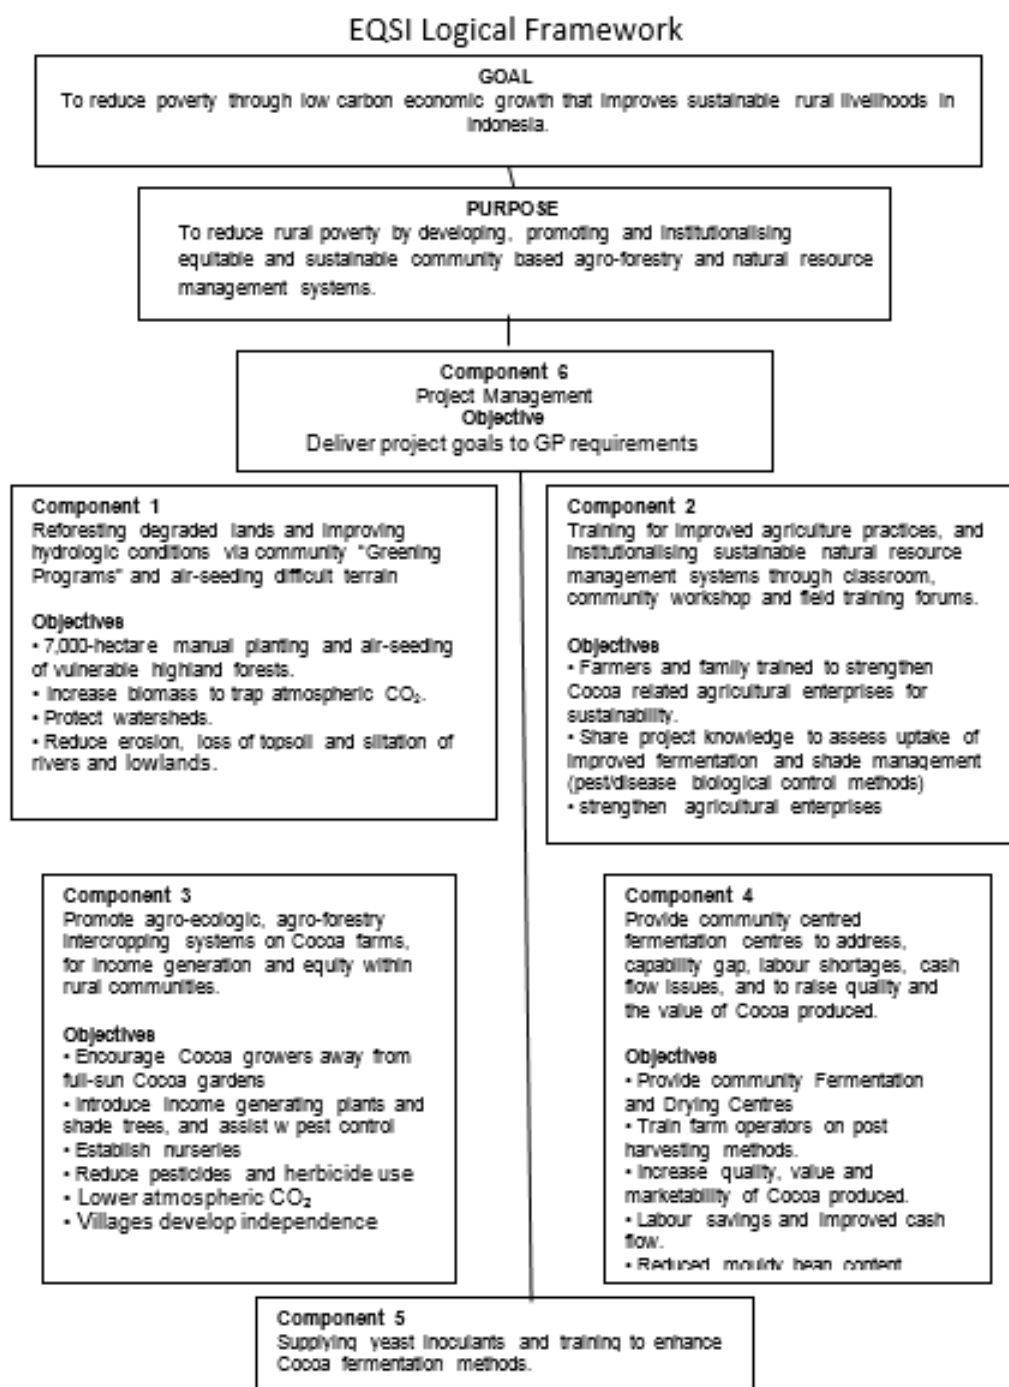 EQSI Logical Framework
GOAL
To reduce poverty through low carbon economic growth that improves sustainable rural livelihoods in
Indonesia.
PURPOSE
To reduce rural poverty by developing, promoting and institutionalising
equitable and sustainable community based agro-forestry and natural resource
management systems.
Component 6
Project Management
Objective
Deliver project goals to GP requirements
Component 1
Reforesting degraded lands and improving
hydrologic conditions via community "Greening
Programs" and air-seeding difficult terrain
Objectives
• 7,000-hectare manual planting and air-seeding
of vulnerable highland forests.
• Increase biomass to trap atmospheric CO₂.
• Protect watersheds.
• Reduce erosion, loss of topsoil and siltation of
rivers and lowlands.
Component 2
Training for improved agriculture practices, and
institutionalising sustainable natural resource
management systems through classroom,
community workshop and field training forums.
Objectives
• Farmers and family trained to strengthen
Cocoa related agricultural enterprises for
sustainability.
• Share project knowledge to assess uptake of
improved fermentation and shade management
(pest/disease biological control methods)
• strengthen agricultural enterprises
Component 3
Promote agro-ecologic, agro-forestry
intercropping systems on Cocoa farms,
for income generation and equity within
rural communities.
Objectives
• Encourage Cocoa growers away from
full-sun Cocoa gardens
• Introduce income generating plants and
shade trees, and assist w pest control
• Establish nurseries
• Reduce pesticides and herbicide use
• Lower atmospheric CO₂
• Villages develop independence
Component 4
Provide community centred
fermentation centres to address,
capability gap, labour shortages, cash
flow issues, and to raise quality and
the value of Cocoa produced.
Objectives
• Provide community Fermentation
and Drying Centres
• Train farm operators on post
harvesting methods.
• Increase quality, value and
marketability of Cocoa produced.
• Labour savings and improved cash
flow.
• Reduced mouldy bean content
Component 5
Supplying yeast inoculants and training to enhance
Cocoa fermentation methods.